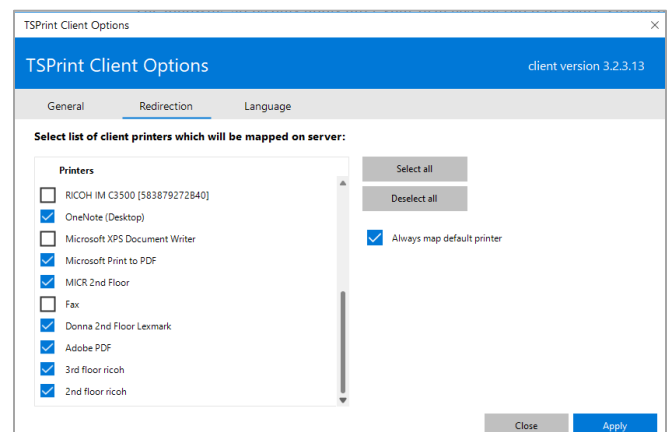 TSPrint Client Options
TSPrint Client Options
client version 3.2.3.13
General Redirection Language
Select list of client printers which will be mapped on server:
Printers
RICOH IM C3500 [583879272B40]
OneNote (Desktop)
Microsoft XPS Document Writer
Microsoft Print to PDF
MICR 2nd Floor
Fax
Donna 2nd Floor Lexmark
Adobe PDF
3rd floor ricoh
2nd floor ricoh
Select all
Deselect all
Always map default printer
Close Apply